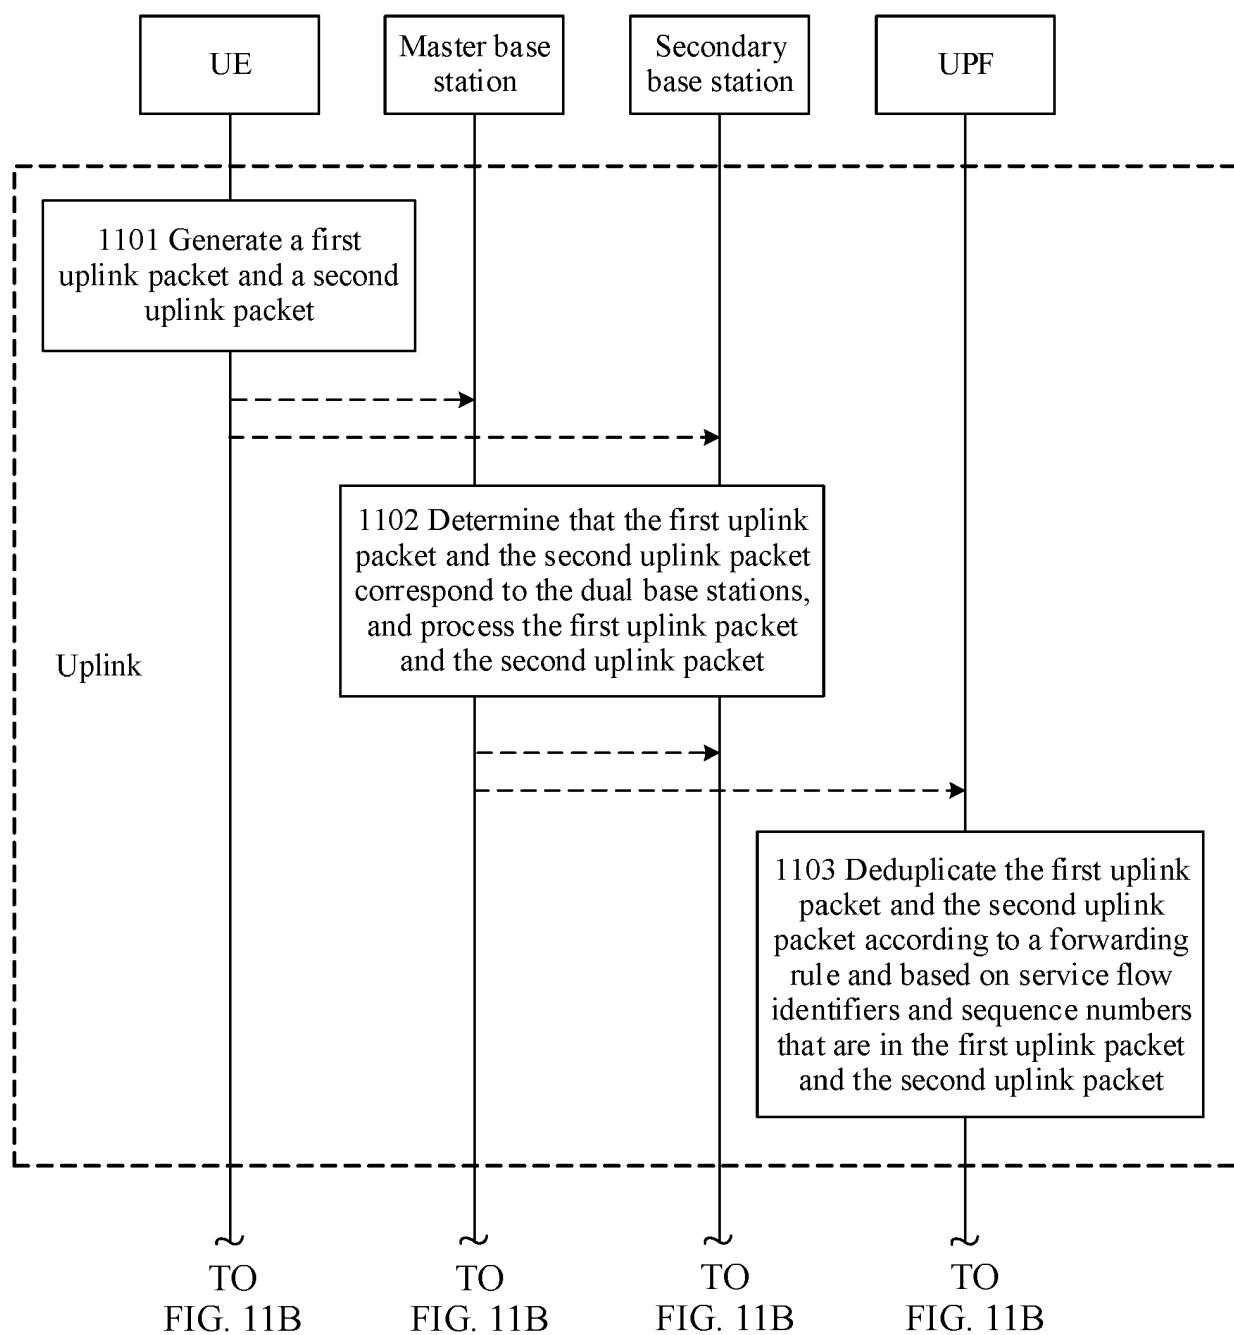 UE
Master base
station
Secondary
base station
UPF
1101 Generate a first
uplink packet and a second
uplink packet
1102 Determine that the first uplink
packet and the second uplink packet
correspond to the dual base stations,
and process the first uplink packet
and the second uplink packet
Uplink
1103 Deduplicate the first uplink
packet and the second uplink
packet according to a forwarding
rule and based on service flow
identifiers and sequence numbers
that are in the first uplink packet
and the second uplink packet
TO
FIG. 11B
TO
FIG. 11B
TO
FIG. 11B
TO
FIG. 11B